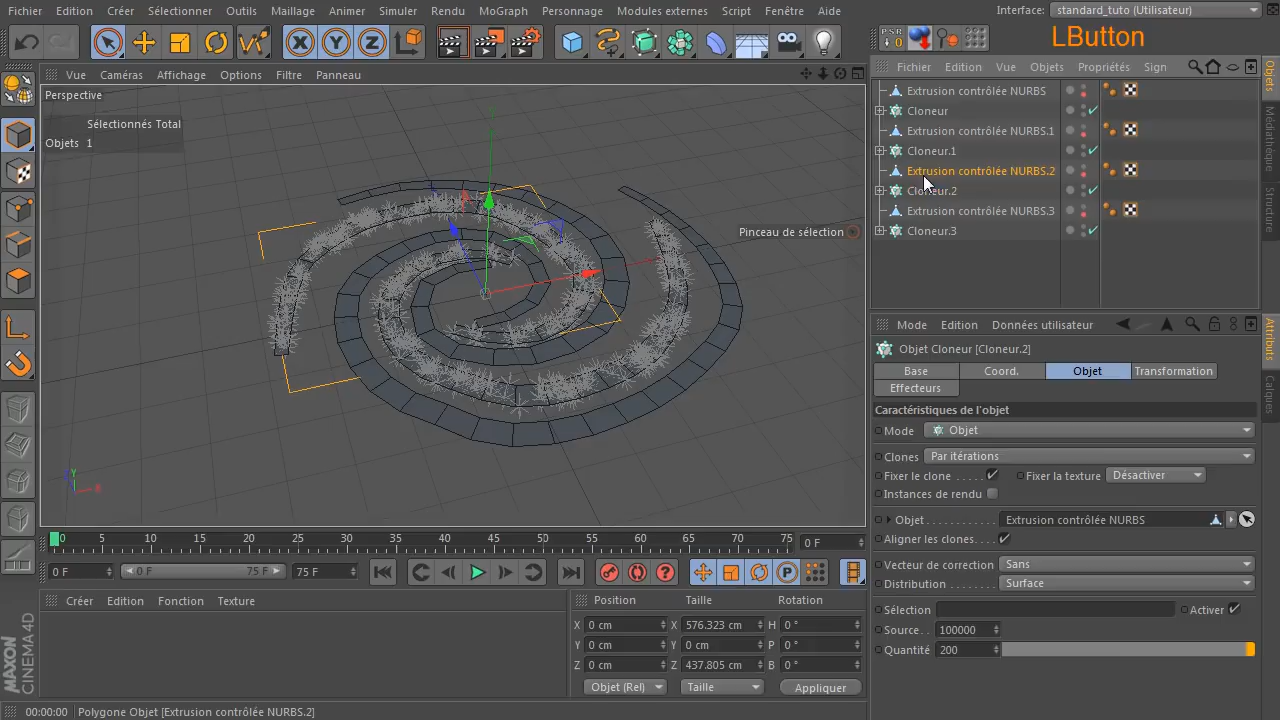 Fichier Edition Créer Sélectionner Outils Maillage Animer Simuler Rendu MoGraph Personnage Modules externes Script Fenêtre Aide Interface: standard_tuto (Utilisateur)
X Y Z PSR 0 LButton
Vue Caméras Affichage Options Filtre Panneau
Fichier Edition Vue Objets Propriétés Sign
Perspective
Sélectionnés Total
Objets 1
Pinceau de sélection
Extrusion contrôlée NURBS
Cloneur
Extrusion contrôlée NURBS.1
Cloneur.1
Extrusion contrôlée NURBS.2
Cloneur.2
Extrusion contrôlée NURBS.3
Cloneur.3
Objets
Médiathèque
Structure
Attributs
Calques
Mode Edition Données utilisateur
Objet Cloneur [Cloneur.2]
Base Coord. Objet Transformation
Effecteurs
Caractéristiques de l'objet
Mode Objet
Clones Par itérations
Fixer le clone Fixer la texture Désactiver
Instances de rendu
Objet Extrusion contrôlée NURBS
Aligner les clones
Vecteur de correction Sans
Distribution Surface
Sélection Activer
Source 100000
Quantité 200
0 5 10 15 20 25 30 35 40 45 50 55 60 65 70 75 0 F
0 F 0 F 75 F 75 F
Créer Edition Fonction Texture
Position Taille Rotation
X 0 cm X 576.323 cm H 0 °
Y 0 cm Y 0 cm P 0 °
Z 0 cm Z 437.805 cm B 0 °
Objet (Rel) Taille Appliquer
MAXON
CINEMA 4D
00:00:00 Polygone Objet [Extrusion contrôlée NURBS.2]